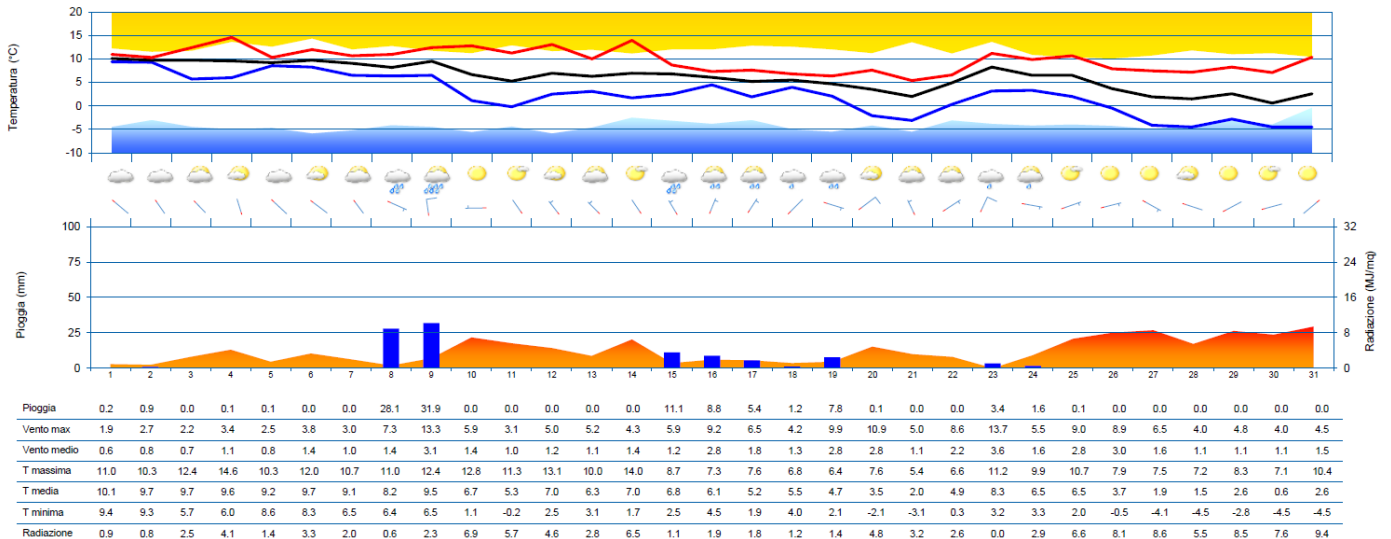 Temperatura (°C)
20
15
10
5
0
-5
-10
100
75
50
25
0
Pioggia (mm)
32
24
16
8
0
Radiazione (MJ/mq)
1 2 3 4 5 6 7 8 9 10 11 12 13 14 15 16 17 18 19 20 21 22 23 24 25 26 27 28 29 30 31
Pioggia 0.2 0.9 0.0 0.1 0.1 0.0 0.0 28.1 31.9 0.0 0.0 0.0 0.0 0.0 11.1 8.8 5.4 1.2 7.8 0.1 0.0 0.0 3.4 1.6 0.1 0.0 0.0 0.0 0.0 0.0 0.0
Vento max 1.9 2.7 2.2 3.4 2.5 3.8 3.0 7.3 13.3 5.9 3.1 5.0 5.2 4.3 5.9 9.2 6.5 4.2 9.9 10.9 5.0 8.6 13.7 5.5 9.0 8.9 6.5 4.0 4.8 4.0 4.5
Vento medio 0.6 0.8 0.7 1.1 0.8 1.4 1.0 1.4 3.1 1.4 1.0 1.2 1.1 1.4 1.2 2.8 1.8 1.3 2.8 2.8 1.1 2.2 3.6 1.6 2.8 3.0 1.6 1.1 1.1 1.1 1.5
T massima 11.0 10.3 12.4 14.6 10.3 12.0 10.7 11.0 12.4 12.8 11.3 13.1 10.0 14.0 8.7 7.3 7.6 6.8 6.4 7.6 5.4 6.6 11.2 9.9 10.7 7.9 7.5 7.2 8.3 7.1 10.4
T media 10.1 9.7 9.7 9.6 9.2 9.7 9.1 8.2 9.5 6.7 5.3 7.0 6.3 7.0 6.8 6.1 5.2 5.5 4.7 3.5 2.0 4.9 8.3 6.5 6.5 3.7 1.9 1.5 2.6 0.6 2.6
T minima 9.4 9.3 5.7 6.0 8.6 8.3 6.5 6.4 6.5 1.1 -0.2 2.5 3.1 1.7 2.5 4.5 1.9 4.0 2.1 -2.1 -3.1 0.3 3.2 3.3 2.0 -0.5 -4.1 -4.5 -2.8 -4.5 -4.5
Radiazione 0.9 0.8 2.5 4.1 1.4 3.3 2.0 0.6 2.3 6.9 5.7 4.6 2.8 6.5 1.1 1.9 1.8 1.2 1.4 4.8 3.2 2.6 0.0 2.9 6.6 8.1 8.6 5.5 8.5 7.6 9.4